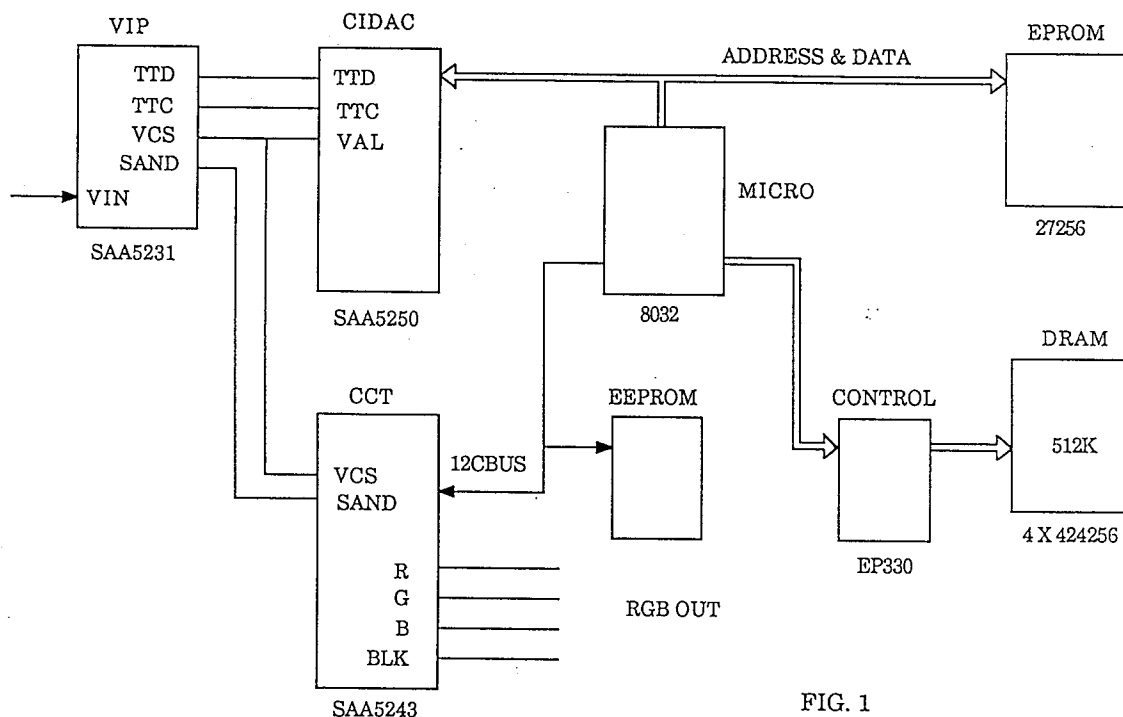 VIP
TTD
TTC
VCS
SAND
VIN
SAA5231
CIDAC
TTD
TTC
VAL
SAA5250
ADDRESS & DATA
MICRO
8032
EPROM
27256
CCT
VCS
SAND
R
G
B
BLK
SAA5243
12CBUS
EEPROM
RGB OUT
CONTROL
EP330
DRAM
512K
4 X 424256
FIG. 1